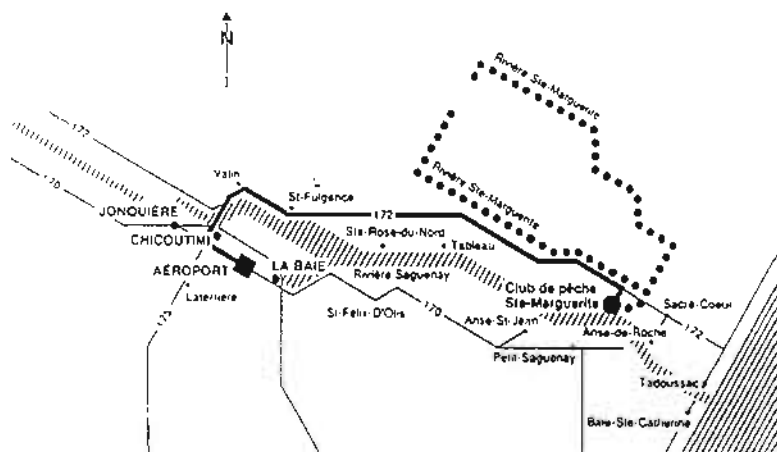 N
Rivière Ste-Marguerite
172
170
Valin
St-Fulgence
Rivière Ste-Marguerite
JONQUIÈRE
172
CHICOUTIMI
Ste-Rose-du-Nord
Tableau
AÉROPORT
LA BAIE
Rivière Saguenay
Laterrière
Club de pêche
Ste-Marguerite
Sacré-Coeur
St-Félix-D'Otis
170
Anse-St-Jean
Anse-de-Roche
172
Petit-Saguenay
Tadoussac
Baie-Ste-Catherine